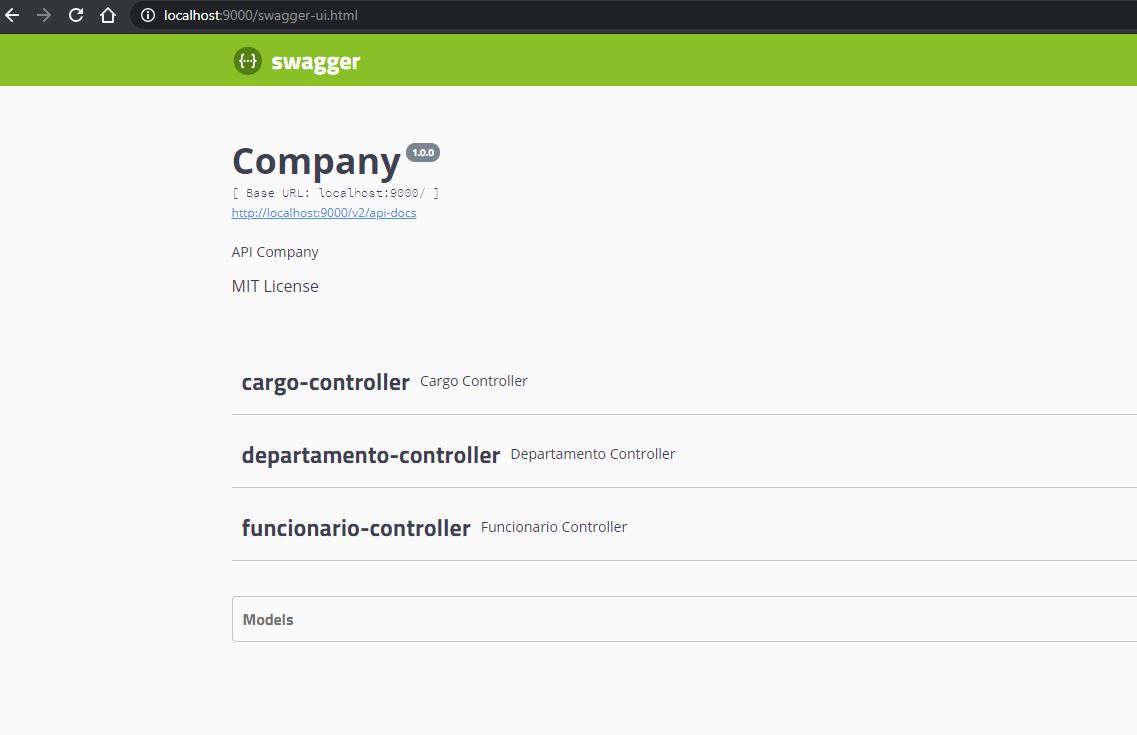 localhost:9000/swagger-ui.html
{···} swagger
Company 1.0.0
[ Base URL: localhost:9000/ ]
http://localhost:9000/v2/api-docs
API Company
MIT License
cargo-controller Cargo Controller
departamento-controller Departamento Controller
funcionario-controller Funcionario Controller
Models